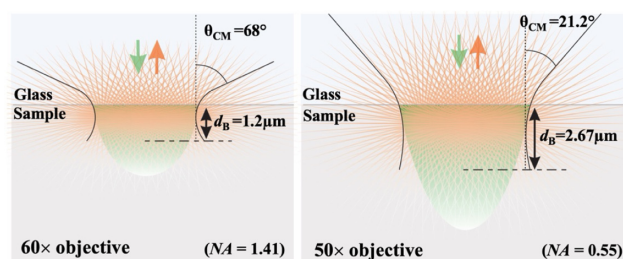 θCM=68°
Glass
Sample
dB=1.2μm
60× objective
(NA = 1.41)
θCM=21.2°
Glass
Sample
dB=2.67μm
50× objective
(NA = 0.55)